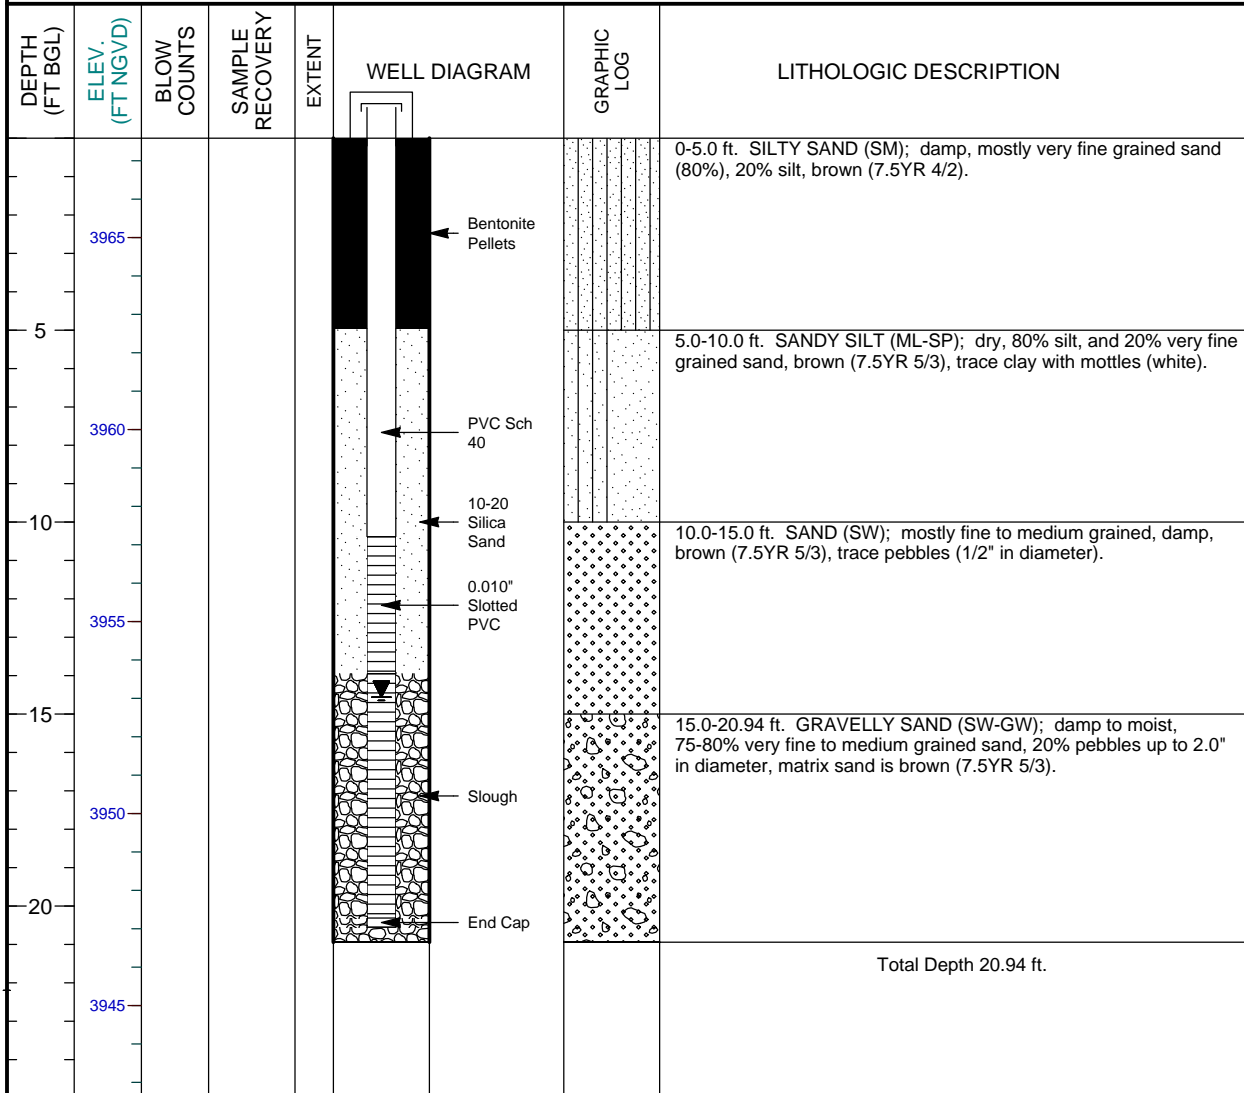 DEPTH
(FT BGL)
ELEV.
(FT NGVD)
BLOW
COUNTS
SAMPLE
RECOVERY
EXTENT
WELL DIAGRAM
GRAPHIC
LOG
LITHOLOGIC DESCRIPTION
0-5.0 ft. SILTY SAND (SM); damp, mostly very fine grained sand
(80%), 20% silt, brown (7.5YR 4/2).
Bentonite
Pellets
3965
5
5.0-10.0 ft. SANDY SILT (ML-SP); dry, 80% silt, and 20% very fine
grained sand, brown (7.5YR 5/3), trace clay with mottles (white).
3960
PVC Sch
40
10-20
Silica
Sand
10
10.0-15.0 ft. SAND (SW); mostly fine to medium grained, damp,
brown (7.5YR 5/3), trace pebbles (1/2" in diameter).
0.010"
Slotted
PVC
3955
15
15.0-20.94 ft. GRAVELLY SAND (SW-GW); damp to moist,
75-80% very fine to medium grained sand, 20% pebbles up to 2.0"
in diameter, matrix sand is brown (7.5YR 5/3).
Slough
3950
20
End Cap
Total Depth 20.94 ft.
3945